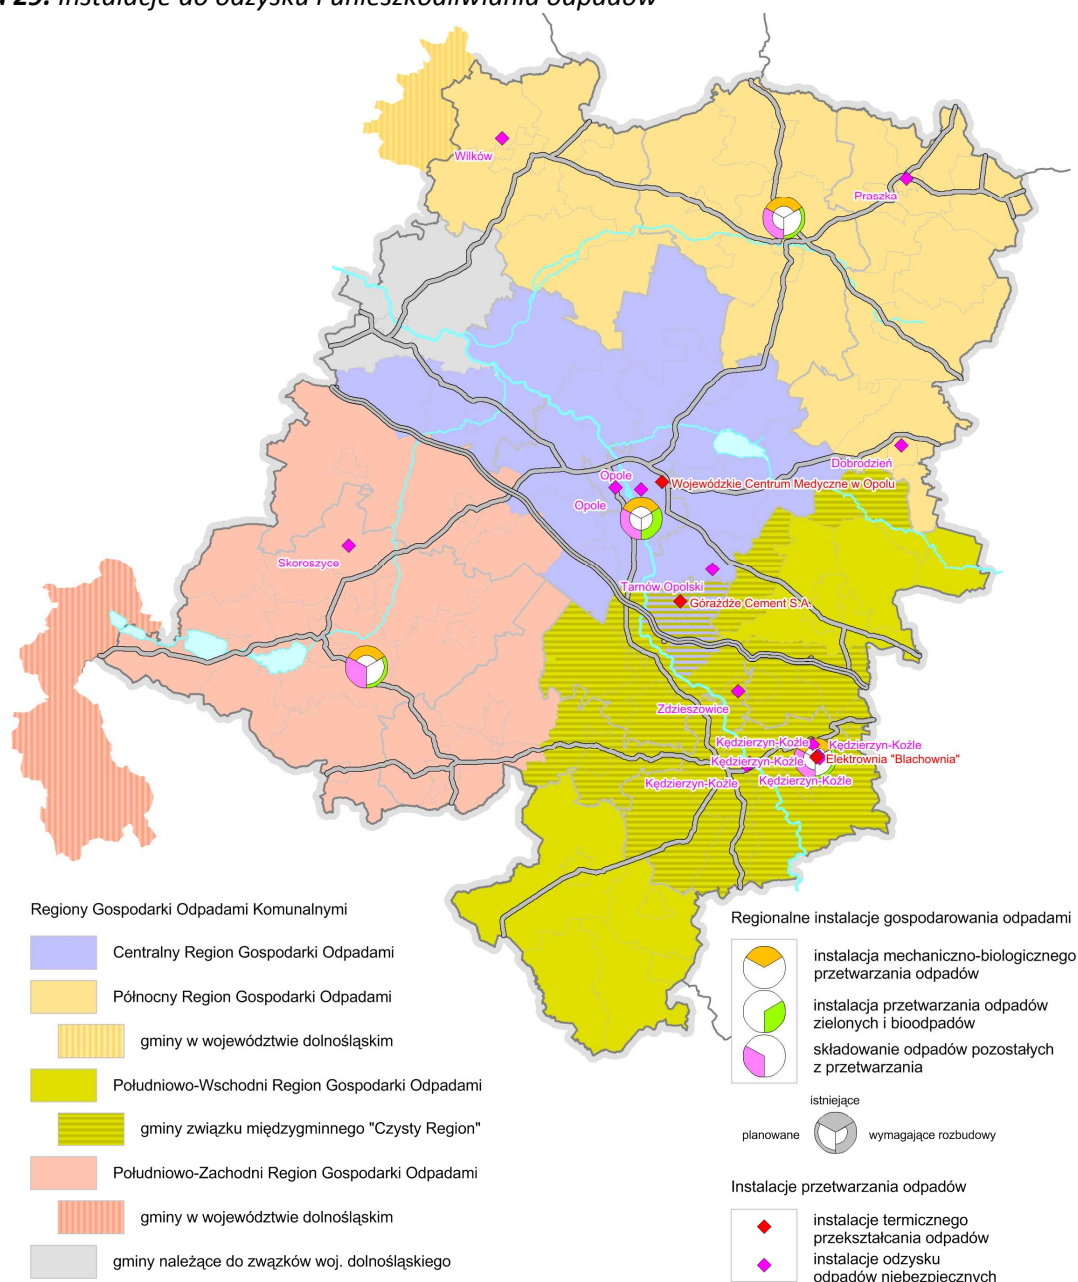 29. Instalacje do odzysku i unieszkodliwiania odpadów
Wilków
Praszka
Dobrodzień
Opole
Wojewódzkie Centrum Medyczne w Opolu
Opole
Skoroszyce
Tarnów Opolski
Górażdże Cement S.A.
Zdzieszowice
Kędzierzyn-Koźle
Kędzierzyn-Koźle
Kędzierzyn-Koźle
Elektrownia "Blachownia"
Kędzierzyn-Koźle
Kędzierzyn-Koźle
Regiony Gospodarki Odpadami Komunalnymi
Centralny Region Gospodarki Odpadami
Północny Region Gospodarki Odpadami
gminy w województwie dolnośląskim
Południowo-Wschodni Region Gospodarki Odpadami
gminy związku międzygminnego "Czysty Region"
Południowo-Zachodni Region Gospodarki Odpadami
gminy w województwie dolnośląskim
gminy należące do zwązków woj. dolnośląskiego
Regionalne instalacje gospodarowania odpadami
instalacja mechaniczno-biologicznego
przetwarzania odpadów
instalacja przetwarzania odpadów
zielonych i bioodpadów
składowanie odpadów pozostałych
z przetwarzania
istniejące
planowane
wymagające rozbudowy
Instalacje przetwarzania odpadów
instalacje termicznego
przekształcania odpadów
instalacje odzysku
odpadów niebezpiecznych